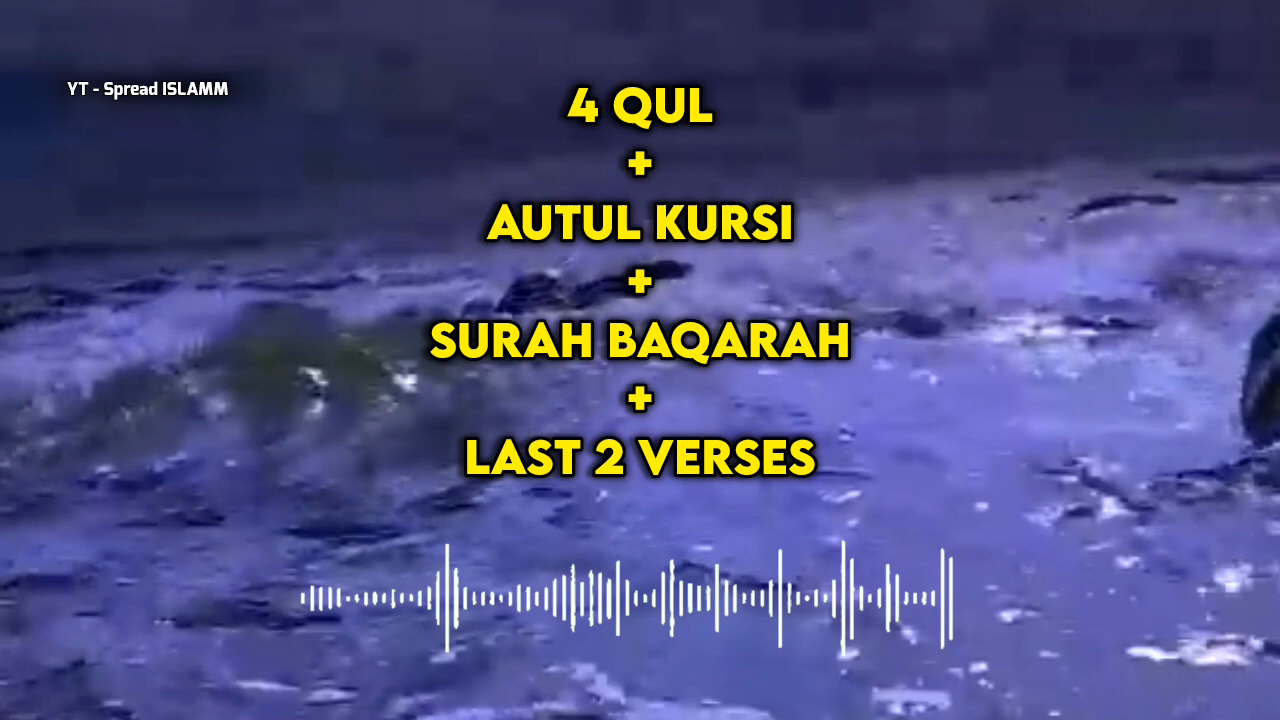 YT - Spread ISLAMM
4 QUL
+
AUTUL KURSI
+
SURAH BAQARAH
+
LAST 2 VERSES